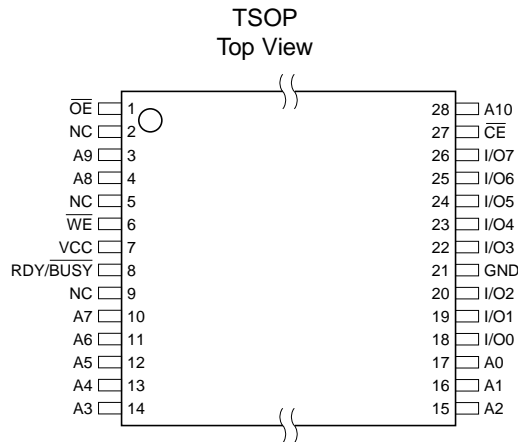 TSOP
Top View
OE 1 28 A10
NC 2 27 CE
A9 3 26 I/O7
A8 4 25 I/O6
NC 5 24 I/O5
WE 6 23 I/O4
VCC 7 22 I/O3
RDY/BUSY 8 21 GND
NC 9 20 I/O2
A7 10 19 I/O1
A6 11 18 I/O0
A5 12 17 A0
A4 13 16 A1
A3 14 15 A2